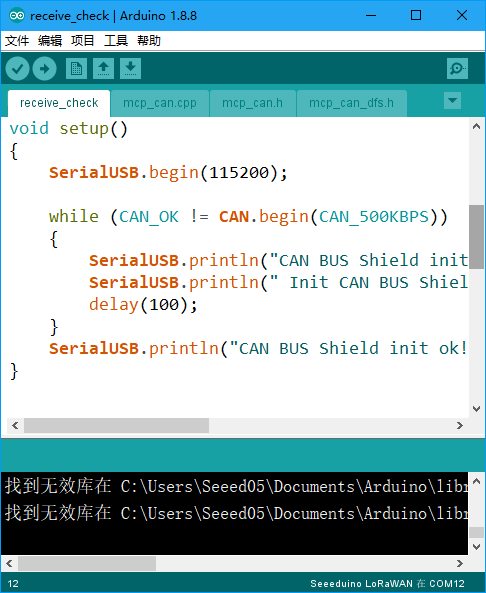 receive_check | Arduino 1.8.8
文件 编辑 项目 工具 帮助
receive_check mcp_can.cpp mcp_can.h mcp_can_dfs.h
void setup()
{
SerialUSB.begin(115200);
while (CAN_OK != CAN.begin(CAN_500KBPS))
{
SerialUSB.println("CAN BUS Shield init
SerialUSB.println(" Init CAN BUS Shiel
delay(100);
}
SerialUSB.println("CAN BUS Shield init ok!
}
找到无效库在 C:\Users\Seeed05\Documents\Arduino\libr
找到无效库在 C:\Users\Seeed05\Documents\Arduino\libr
12 Seeeduino LoRaWAN 在 COM12